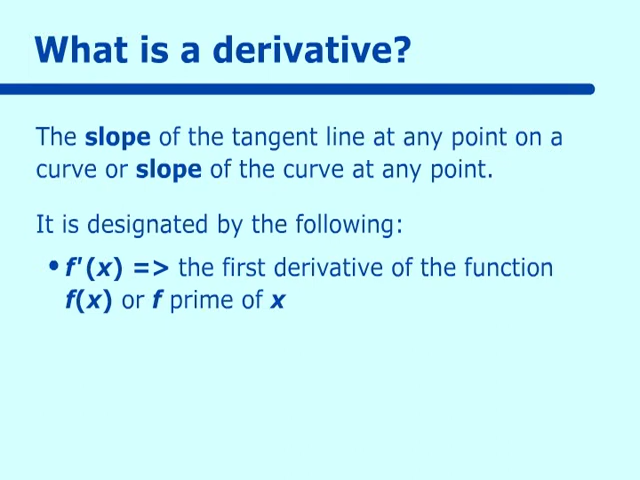 What is a derivative?
The slope of the tangent line at any point on a
curve or slope of the curve at any point.
It is designated by the following:
• f′(x) => the first derivative of the function
f(x) or f prime of x